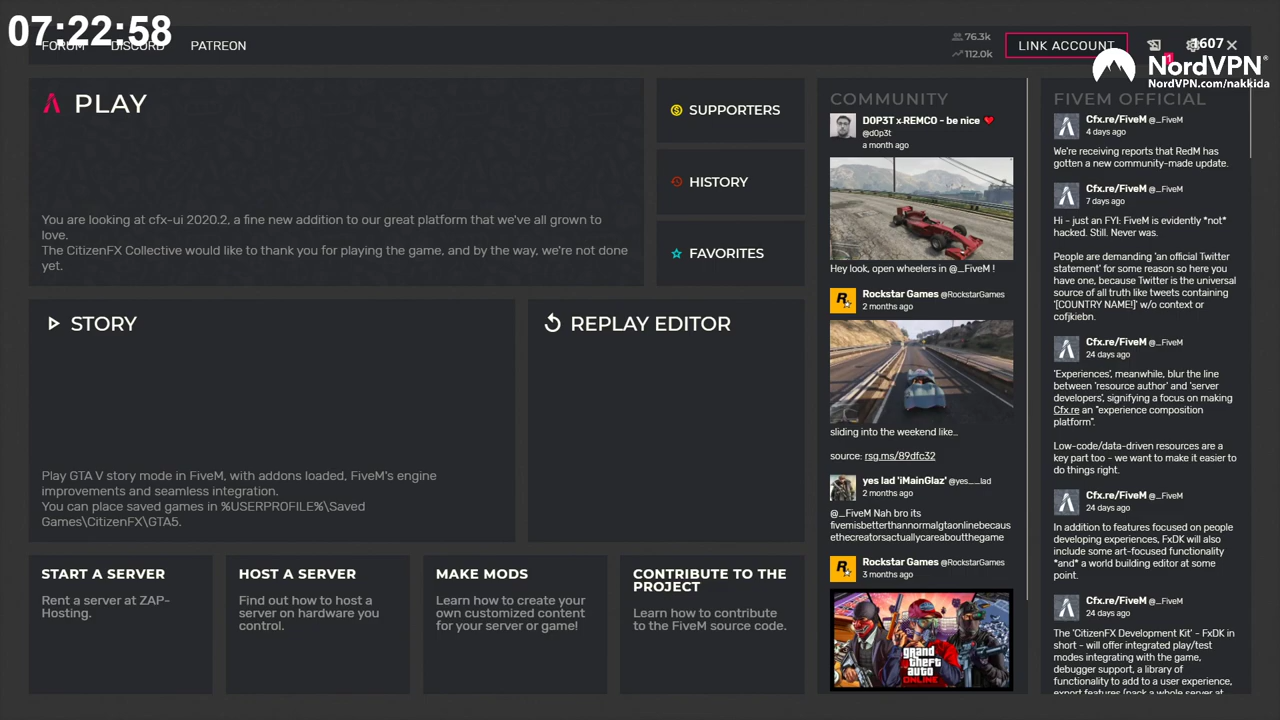 07:22:58
FORUM
DISCORD
PATREON
76.3k
112.0k
LINK ACCOUNT
1
1607
NordVPN®
NordVPN.com/nakkida
PLAY
You are looking at cfx-ui 2020.2, a fine new addition to our great platform that we've all grown to
love.
The CitizenFX Collective would like to thank you for playing the game, and by the way, we're not done
yet.
SUPPORTERS
HISTORY
FAVORITES
STORY
Play GTA V story mode in FiveM, with addons loaded, FiveM's engine
improvements and seamless integration.
You can place saved games in %USERPROFILE%\Saved
Games\CitizenFX\GTA5.
REPLAY EDITOR
START A SERVER
Rent a server at ZAP-
Hosting.
HOST A SERVER
Find out how to host a
server on hardware you
control.
MAKE MODS
Learn how to create your
own customized content
for your server or game!
CONTRIBUTE TO THE
PROJECT
Learn how to contribute
to the FiveM source code.
COMMUNITY
D0P3T x REMCO - be nice ❤
@d0p3t
a month ago
Hey look, open wheelers in @_FiveM !
Rockstar Games @RockstarGames
2 months ago
sliding into the weekend like…
source: rsg.ms/89dfc32
yes lad 'iMainGlaz' @yes___lad
2 months ago
@_FiveM Nah bro its
fivemisbetterthannormalgtaonlinebecaus
ethecreatorsactuallycareaboutthegame
Rockstar Games @RockstarGames
3 months ago
grand
theft
auto
ONLINE
FIVEM OFFICIAL
Cfx.re/FiveM @_FiveM
4 days ago
We're receiving reports that RedM has
gotten a new community-made update.
Cfx.re/FiveM @_FiveM
7 days ago
Hi - just an FYI: FiveM is evidently *not*
hacked. Still. Never was.
People are demanding 'an official Twitter
statement' for some reason so here you
have one, because Twitter is the universal
source of all truth like tweets containing
'[COUNTRY NAME!]' w/o context or
cofjkiebn.
Cfx.re/FiveM @_FiveM
24 days ago
'Experiences', meanwhile, blur the line
between 'resource author' and 'server
developers', signifying a focus on making
Cfx.re an "experience composition
platform".
Low-code/data-driven resources are a
key part too - we want to make it easier to
do things right.
Cfx.re/FiveM @_FiveM
24 days ago
In addition to features focused on people
developing experiences, FxDK will also
include some art-focused functionality
*and* a world building editor at some
point.
Cfx.re/FiveM @_FiveM
24 days ago
The 'CitizenFX Development Kit' - FxDK in
short - will offer integrated play/test
modes integrating with the game,
debugger support, a library of
functionality to add to a user experience,
export features (pack a whole server at